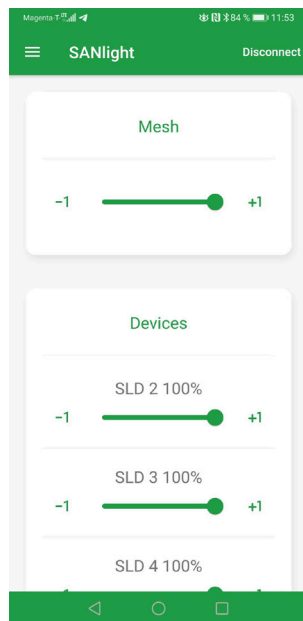 Magenta-T LTE 84 % 11:53
SANlight Disconnect
Mesh
-1 +1
Devices
SLD 2 100%
-1 +1
SLD 3 100%
-1 +1
SLD 4 100%